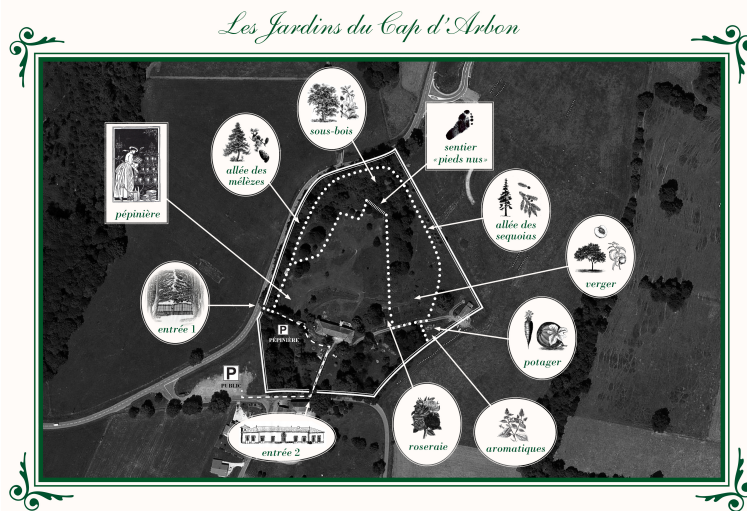 Les Jardins du Cap d'Arbon
sous-bois
sentier
«pieds nus»
allée des
mélèzes
pépinière
allée des
sequoias
verger
entrée 1
P
PÉPINIÈRE
potager
P
PUBLIC
roseraie
aromatiques
entrée 2